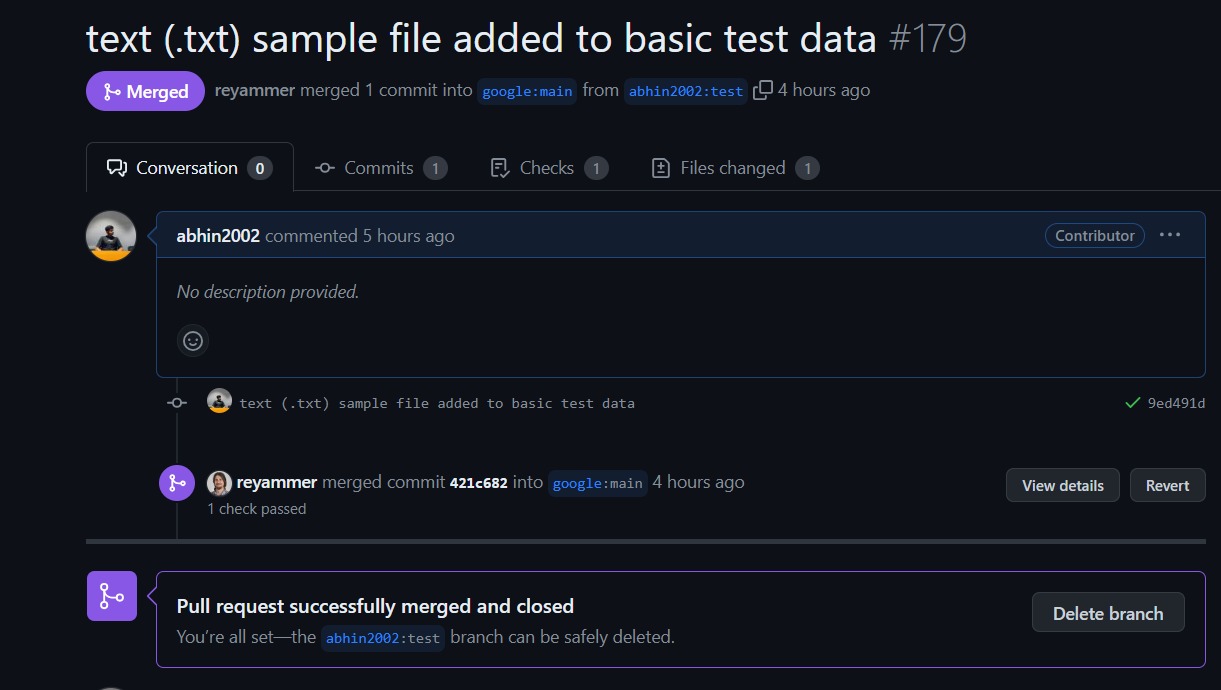 text (.txt) sample file added to basic test data #179
Merged reyammer merged 1 commit into google:main from abhin2002:test 4 hours ago
Conversation 0 Commits 1 Checks 1 Files changed 1
abhin2002 commented 5 hours ago Contributor ...
No description provided.
text (.txt) sample file added to basic test data 9ed491d
reyammer merged commit 421c682 into google:main 4 hours ago View details Revert
1 check passed
Pull request successfully merged and closed
You're all set—the abhin2002:test branch can be safely deleted. Delete branch